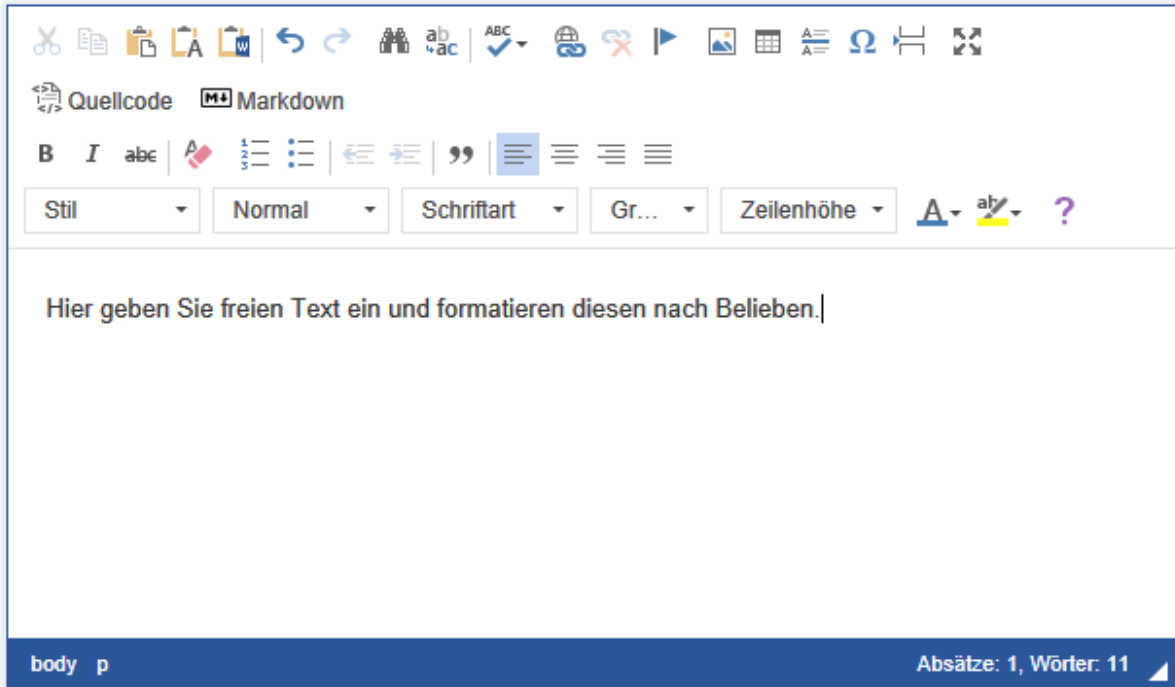 Quellcode Markdown
Stil Normal Schriftart Gr... Zeilenhöhe
Hier geben Sie freien Text ein und formatieren diesen nach Belieben.
body p Absätze: 1, Wörter: 11